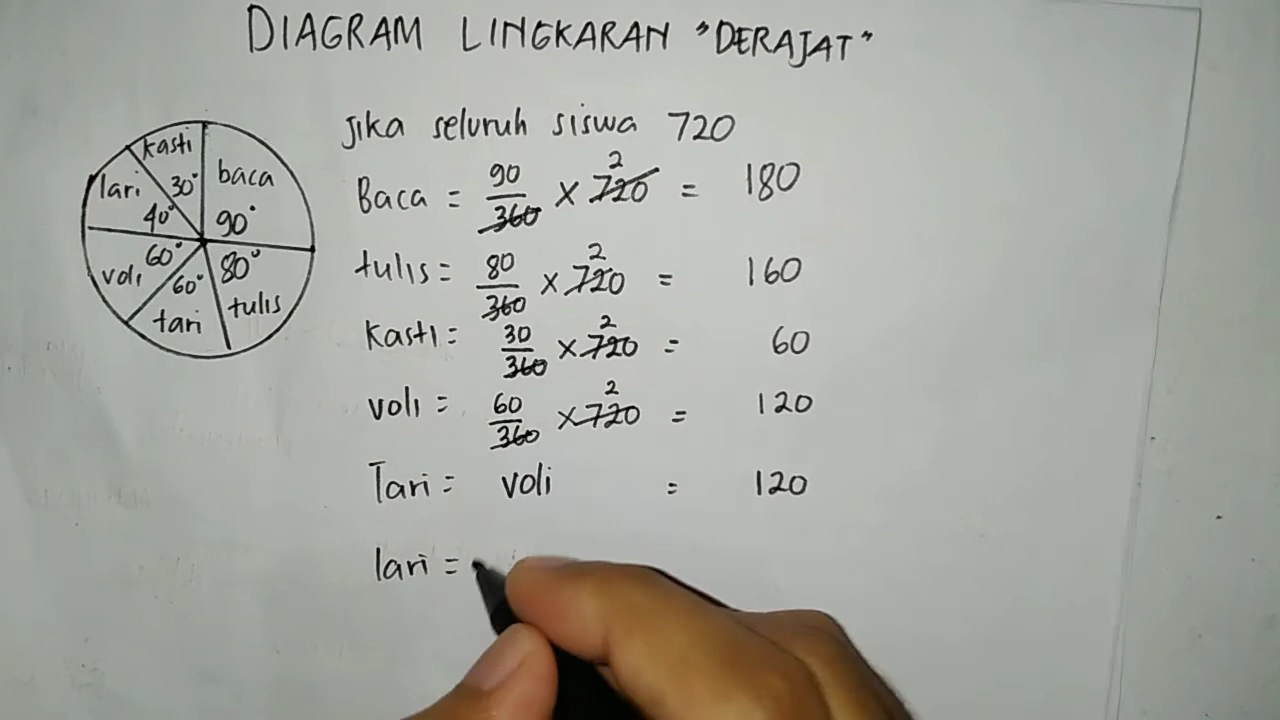 DIAGRAM LINGKARAN "DERAJAT"
kasti
30°
baca
90°
lari
40°
voli
60°
60°
tari
80°
tulis
Jika seluruh siswa 720
Baca = 90/360 × 720 2 = 180
tulis = 80/360 × 720 2 = 160
Kasti = 30/360 × 720 2 = 60
voli = 60/360 × 720 2 = 120
Tari = voli = 120
lari =